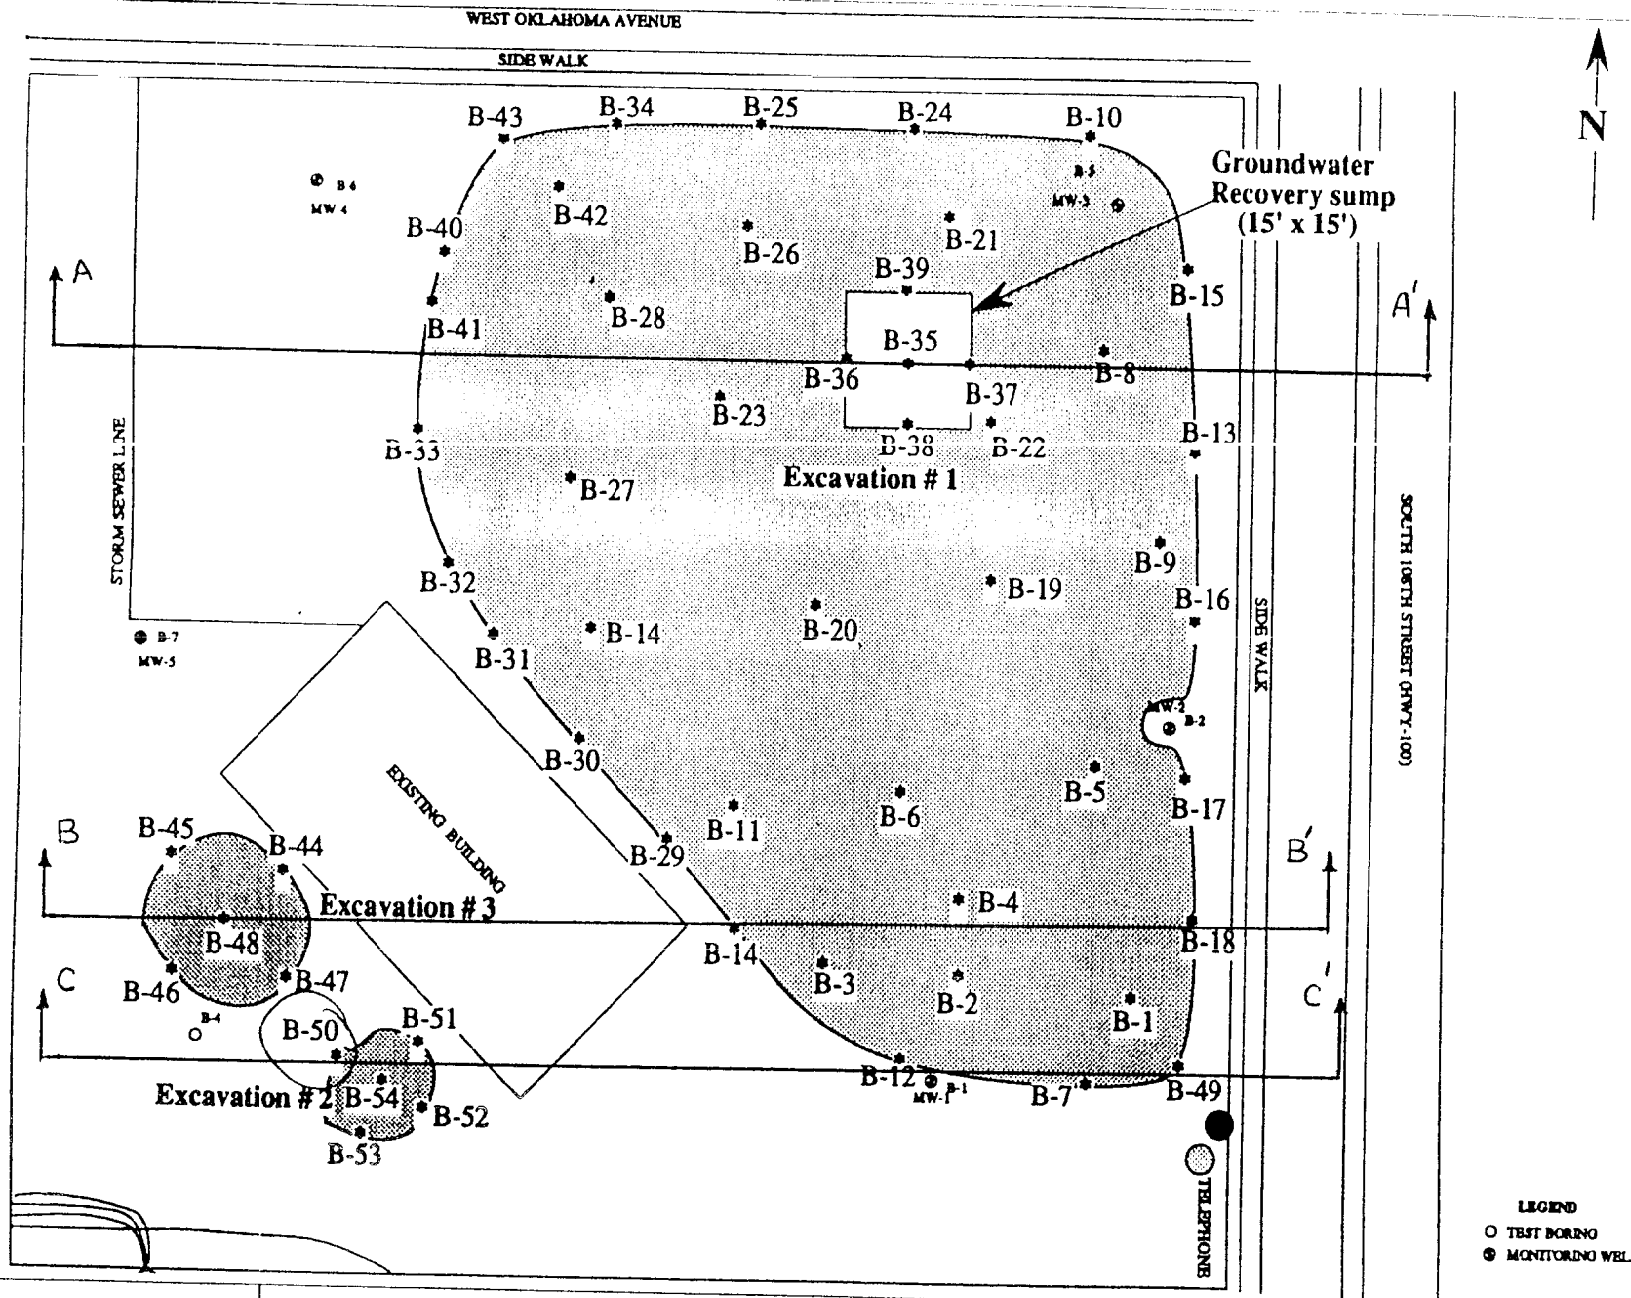 WEST OKLAHOMA AVENUE
SIDE WALK
N
B-43
B-34
B-25
B-24
B-10
Groundwater
Recovery sump
(15' x 15')
B-5
MW-3
B 6
MW 4
B-42
B-40
B-26
B-21
B-39
B-15
A
A'
B-28
B-41
B-35
B-36
B-37
B-8
B-23
B-38
B-22
B-13
B-33
Excavation # 1
B-27
STORM SEWER LINE
B-9
B-32
B-19
B-16
B-14
B-20
B-31
B-7
MW-5
SIDE WALK
SOUTH 108TH STREET (HWY-100)
MW-2
B-2
B-30
EXISTING BUILDING
B-5
B-6
B-17
B-11
B-29
B
B'
B-45
B-44
Excavation # 3
B-4
B-48
B-14
B-18
B-3
B-2
B-1
C
C'
B-46
B-47
B-4
B-50
B-51
B-12
B-1
MW-1
B-7
B-49
Excavation # 2
B-54
B-52
B-53
TELEPHONE
LEGEND
TEST BORING
MONITORING WEL